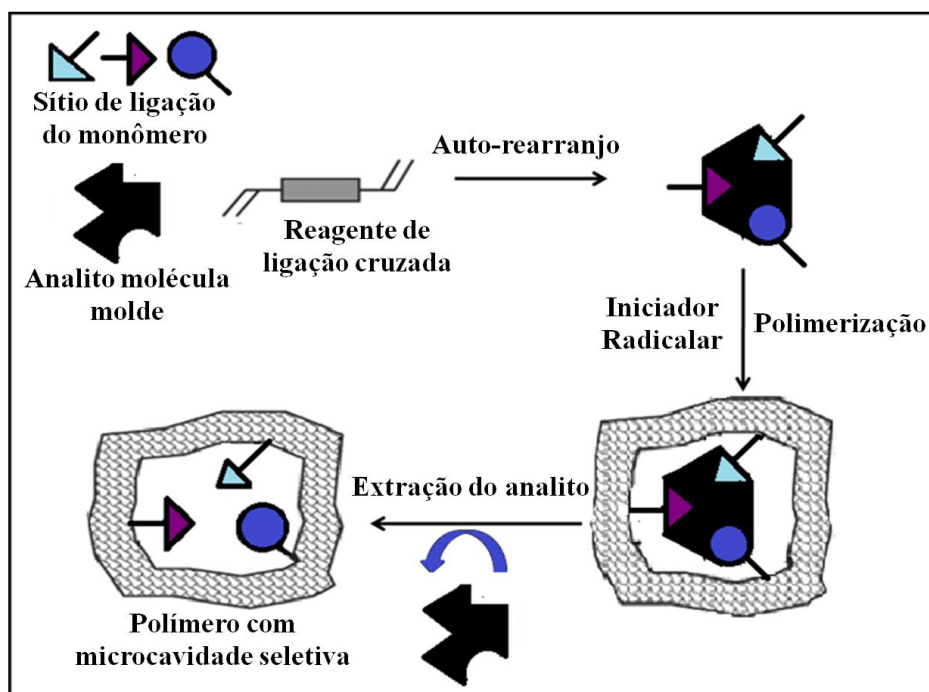 Sítio de ligação
do monômero
Auto-rearranjo
Reagente de
ligação cruzada
Analito molécula
molde
Iniciador
Radicalar
Polimerização
Extração do analito
Polímero com
microcavidade seletiva